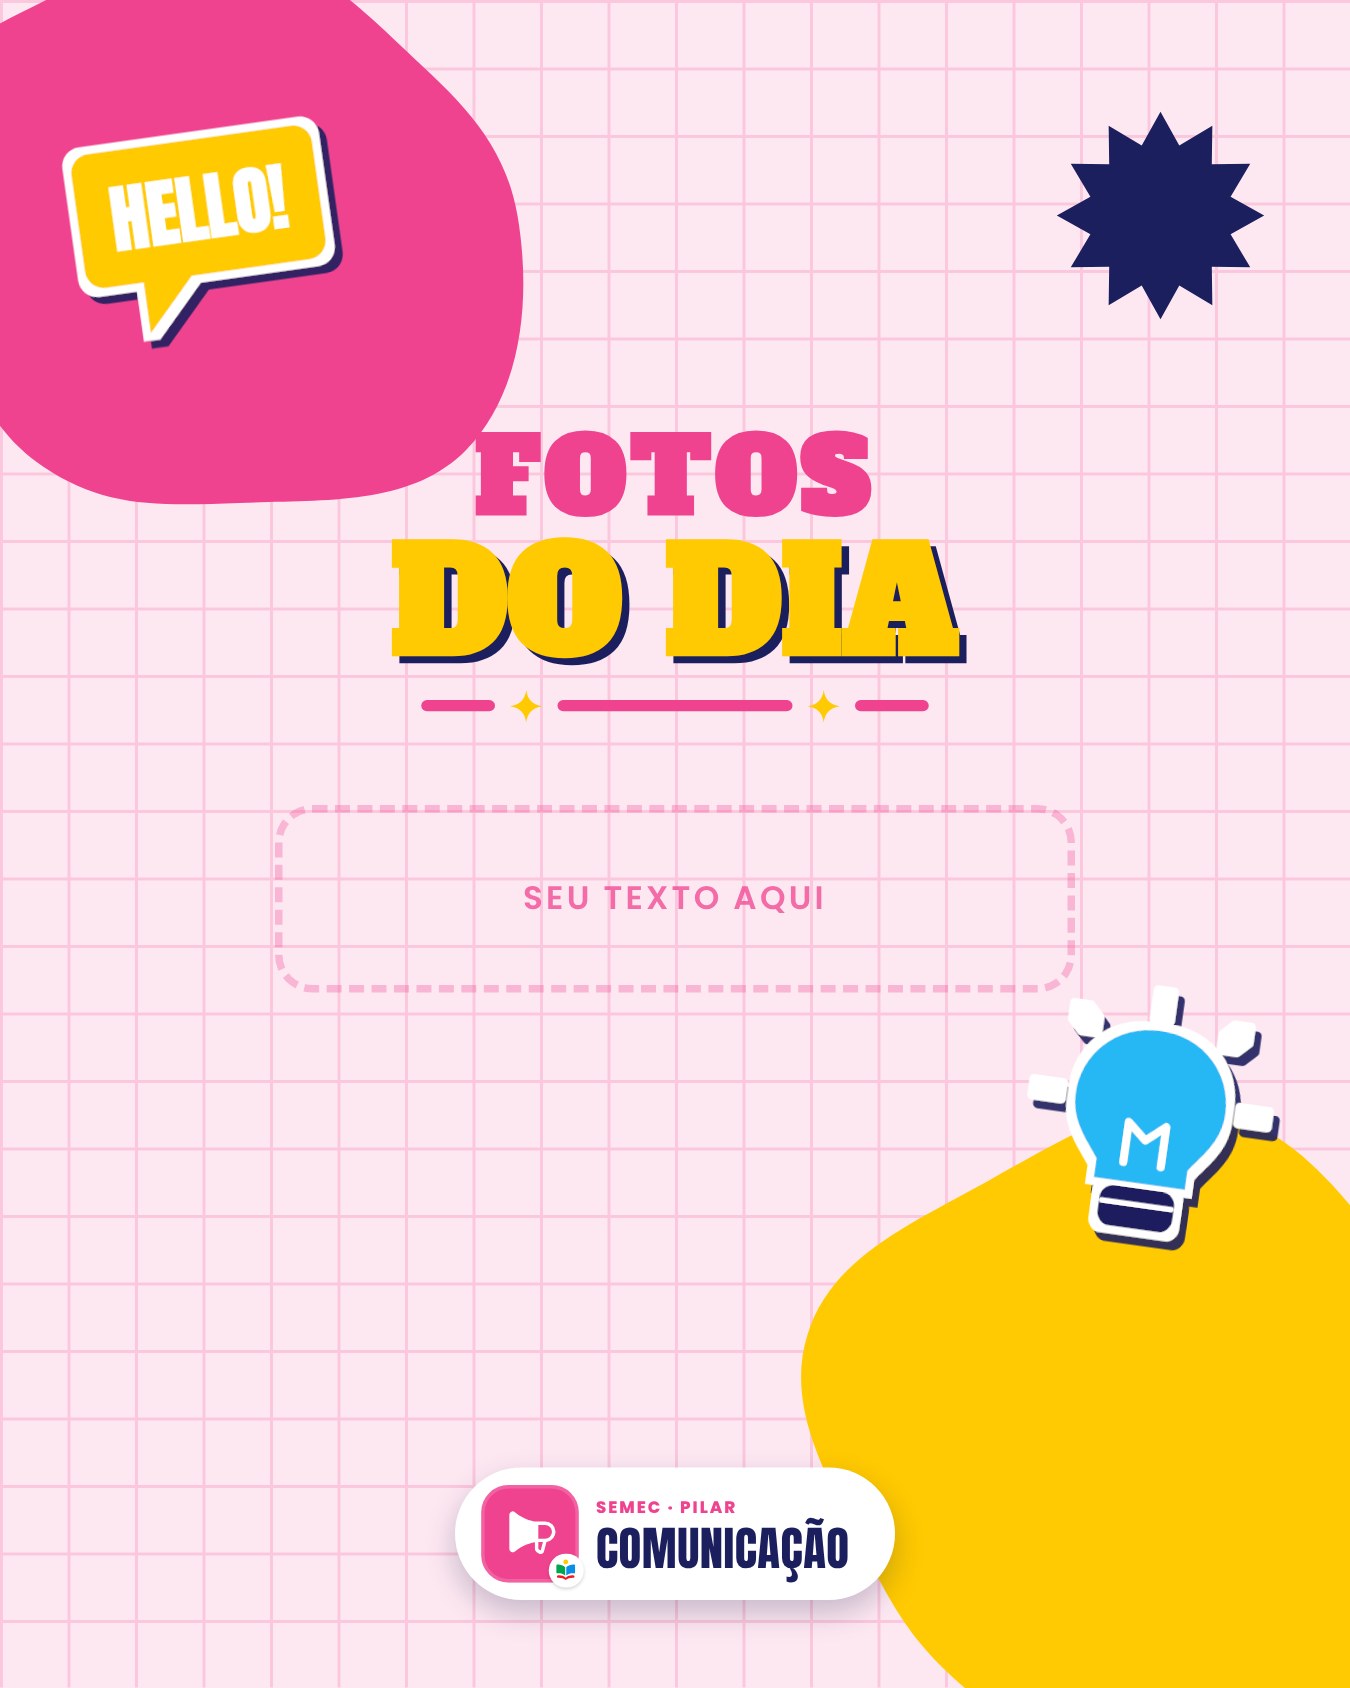 HELLO!
FOTOS
DO DIA
SEU TEXTO AQUI
M
SEMEC · PILAR
COMUNICAÇÃO